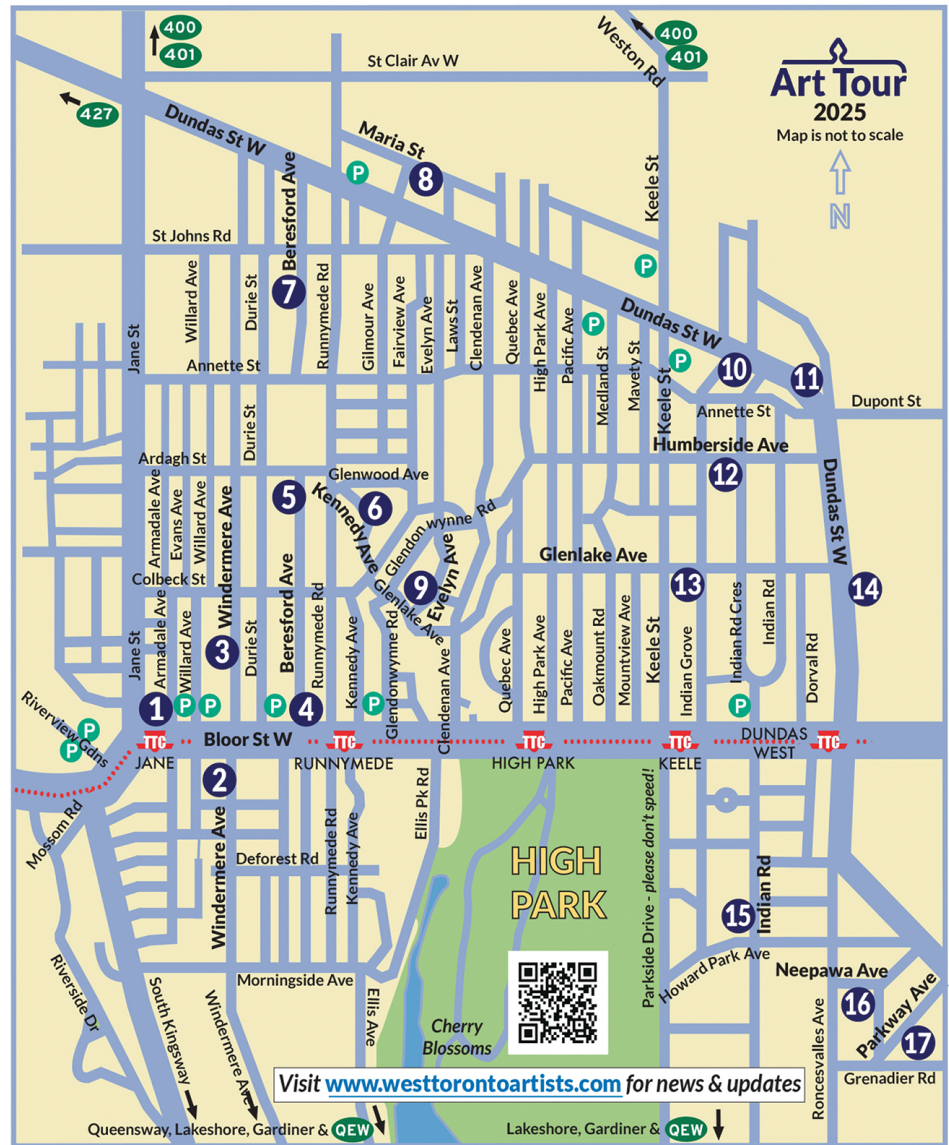 400
401
St Clair Av W
Weston Rd
400
401
Art Tour
2025
Map is not to scale
N
427
Dundas St W
Maria St
8
P
Keele St
Beresford Ave
St Johns Rd
P
7
Willard Ave
Durie St
Runnymede Rd
Gilmour Ave
Fairview Ave
Evelyn Ave
Laws St
Clendenan Ave
Quebec Ave
High Park Ave
Pacific Ave
P
Medland St
Mavety St
Dundas St W
P
Keele St
10
11
Jane St
Annette St
Annette St
Dupont St
Durie St
Humberside Ave
12
Ardagh St
Glenwood Ave
Armadale Ave
Evans Ave
Willard Ave
Windermere Ave
5
Kennedy Ave
6
Glendonwynne Rd
Dundas St W
Glenlake Ave
Evelyn Ave
9
Glenlake Ave
13
14
Colbeck St
Jane St
Armadale Ave
Willard Ave
3
Durie St
Beresford Ave
Runnymede Rd
Kennedy Ave
Glendonwynne Rd
Clendenan Ave
Quebec Ave
High Park Ave
Pacific Ave
Oakmount Rd
Mountview Ave
Keele St
Indian Grove
Indian Rd Cres
Indian Rd
Dorval Rd
Riverview Gdns
P
P
1
P
P
P
4
P
P
TTC
Bloor St W
TTC
TTC
TTC
DUNDAS
WEST
TTC
JANE
RUNNYMEDE
HIGH PARK
KEELE
2
Mossom Rd
Windermere Ave
Deforest Rd
Runnymede Rd
Kennedy Ave
Ellis Pk Rd
HIGH
PARK
Parkside Drive - please don't speed!
15
Indian Rd
Howard Park Ave
Morningside Ave
Neepawa Ave
16
Parkway Ave
17
Riverside Dr
South Kingsway
Windermere Ave
Ellis Ave
Cherry
Blossoms
Roncesvalles Ave
Grenadier Rd
Visit www.westtorontoartists.com for news & updates
Queensway, Lakeshore, Gardiner & QEW
Lakeshore, Gardiner & QEW